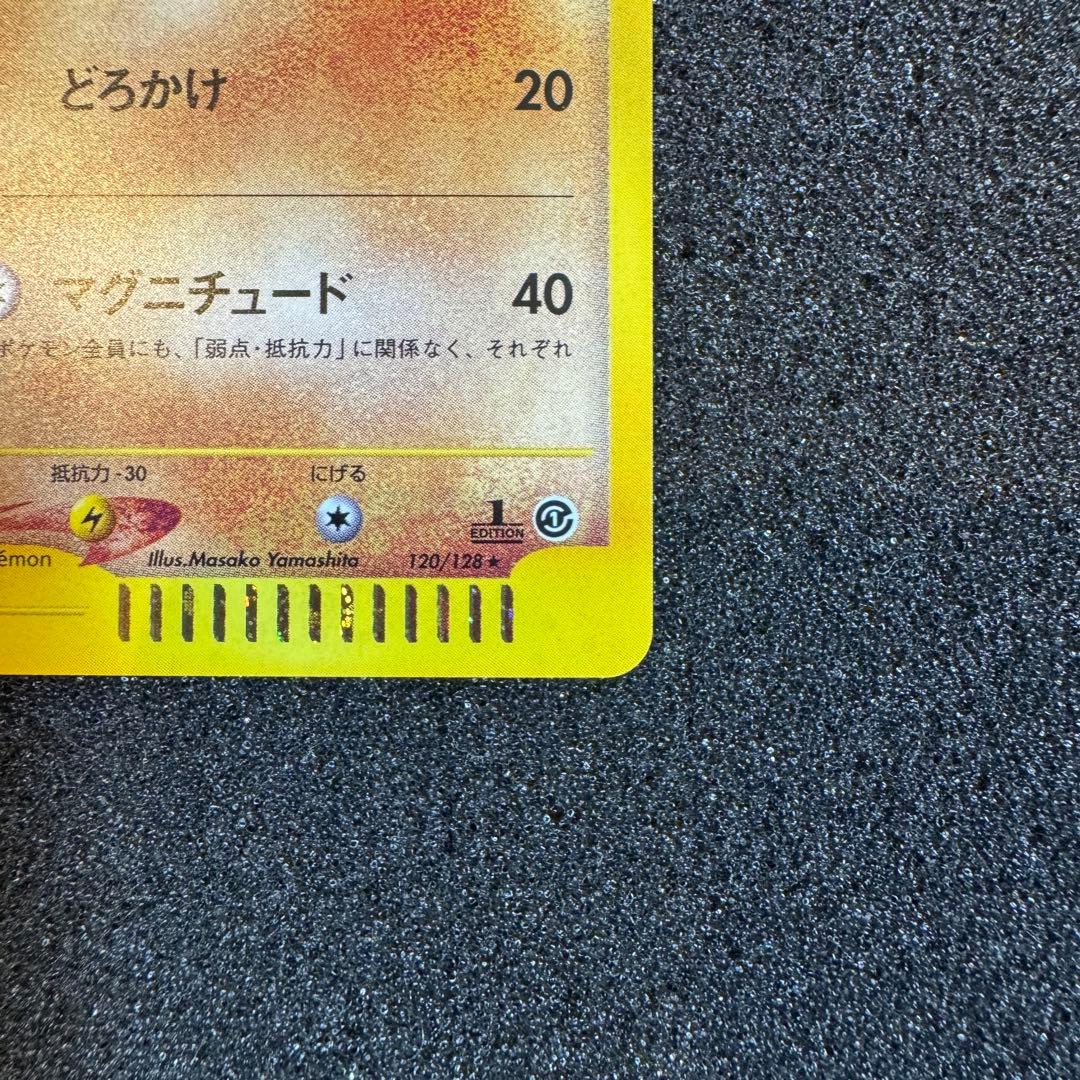 どろかけ 20
マグニチュード 40
ポケモン全員にも、「弱点・抵抗力」に関係なく、それぞれ
抵抗力 -30 にげる
1
EDITION
émon Illus.Masako Yamashita 120/128★